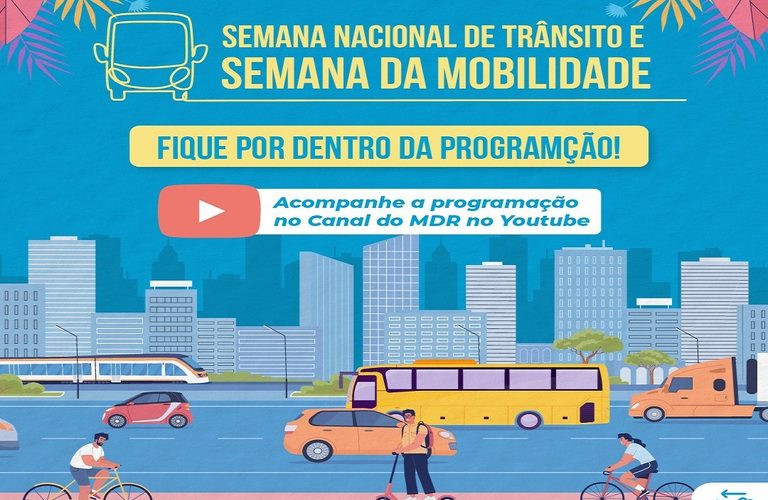 SEMANA NACIONAL DE TRÂNSITO E
SEMANA DA MOBILIDADE
FIQUE POR DENTRO DA PROGRAMÇÃO!
Acompanhe a programação
no Canal do MDR no Youtube